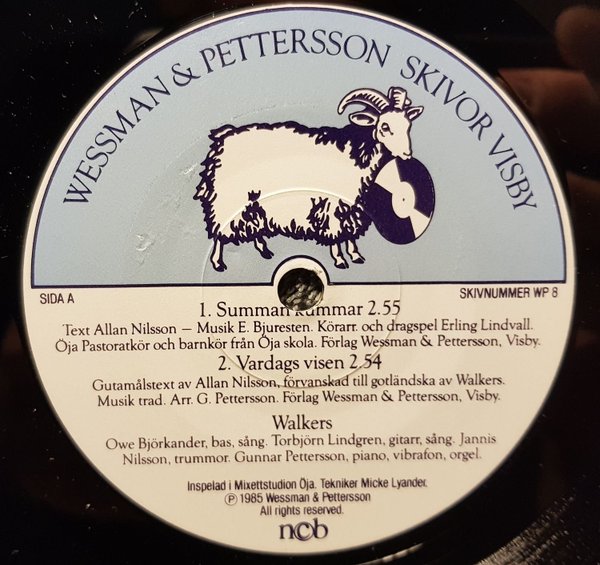 WESSMAN & PETTERSSON SKIVOR VISBY
SIDA A
SKIVNUMMER WP 8
1. Summan kummar 2.55
Text Allan Nilsson — Musik E. Bjuresten. Körarr. och dragspel Erling Lindvall.
Öja Pastoratkör och barnkör från Öja skola. Förlag Wessman & Pettersson, Visby.
2. Vardags visen 2.54
Gutamålstext av Allan Nilsson, förvanskad till gotländska av Walkers.
Musik trad. Arr. G. Pettersson. Förlag Wessman & Pettersson, Visby.
Walkers
Owe Björkander, bas, sång. Torbjörn Lindgren, gitarr, sång. Jannis
Nilsson, trummor. Gunnar Pettersson, piano, vibrafon, orgel.
Inspelad i Mixettstudion Öja. Tekniker Micke Lyander.
℗ 1985 Wessman & Pettersson
All rights reserved.
ncb